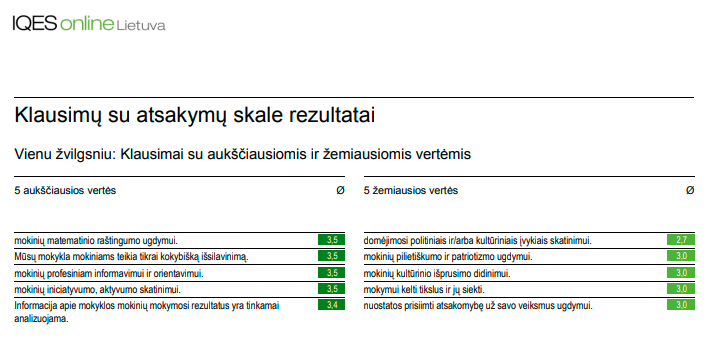 IQES online Lietuva
Klausimų su atsakymų skale rezultatai
Vienu žvilgsniu: Klausimai su aukščiausiomis ir žemiausiomis vertėmis
5 aukščiausios vertės Ø
mokinių matematinio raštingumo ugdymui. 3,5
Mūsų mokykla mokiniams teikia tikrai kokybišką išsilavinimą. 3,5
mokinių profesiniam informavimui ir orientavimui. 3,5
mokinių iniciatyvumo, aktyvumo skatinimui. 3,5
Informacija apie mokyklos mokinių mokymosi rezultatus yra tinkamai 3,4
analizuojama.
5 žemiausios vertės Ø
domėjimosi politiniais ir/arba kultūriniais įvykiais skatinimui. 2,7
mokinių pilietiškumo ir patriotizmo ugdymui. 3,0
mokinių kultūrinio išprusimo didinimui. 3,0
mokymui kelti tikslus ir jų siekti. 3,0
nuostatos prisiimti atsakomybę už savo veiksmus ugdymui. 3,0